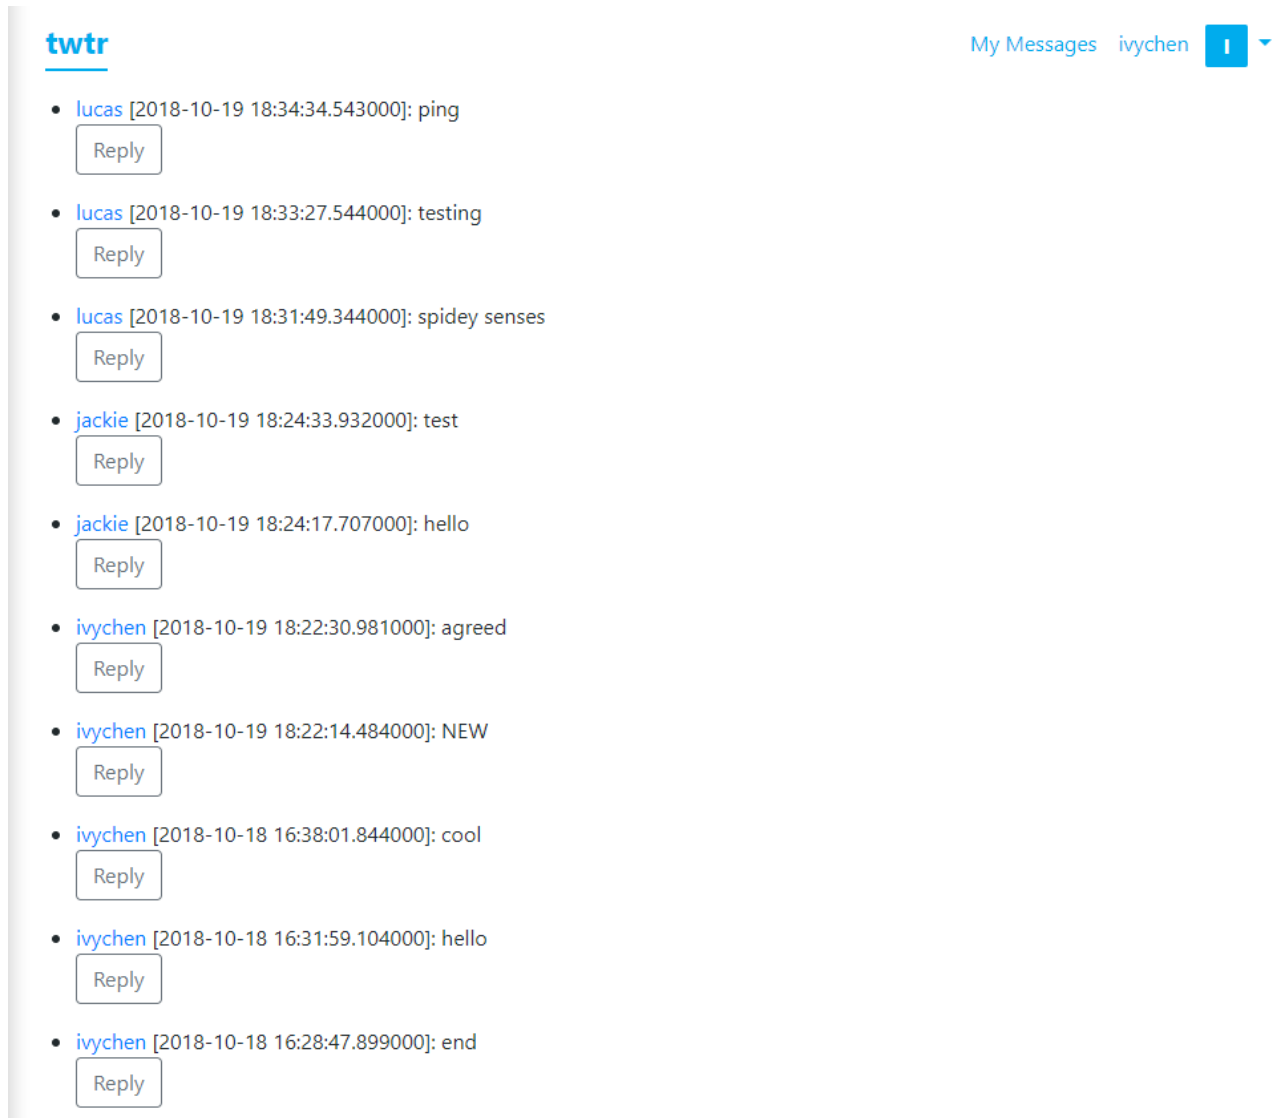 twtr
My Messages ivychen I
lucas [2018-10-19 18:34:34.543000]: ping
Reply
lucas [2018-10-19 18:33:27.544000]: testing
Reply
lucas [2018-10-19 18:31:49.344000]: spidey senses
Reply
jackie [2018-10-19 18:24:33.932000]: test
Reply
jackie [2018-10-19 18:24:17.707000]: hello
Reply
ivychen [2018-10-19 18:22:30.981000]: agreed
Reply
ivychen [2018-10-19 18:22:14.484000]: NEW
Reply
ivychen [2018-10-18 16:38:01.844000]: cool
Reply
ivychen [2018-10-18 16:31:59.104000]: hello
Reply
ivychen [2018-10-18 16:28:47.899000]: end
Reply